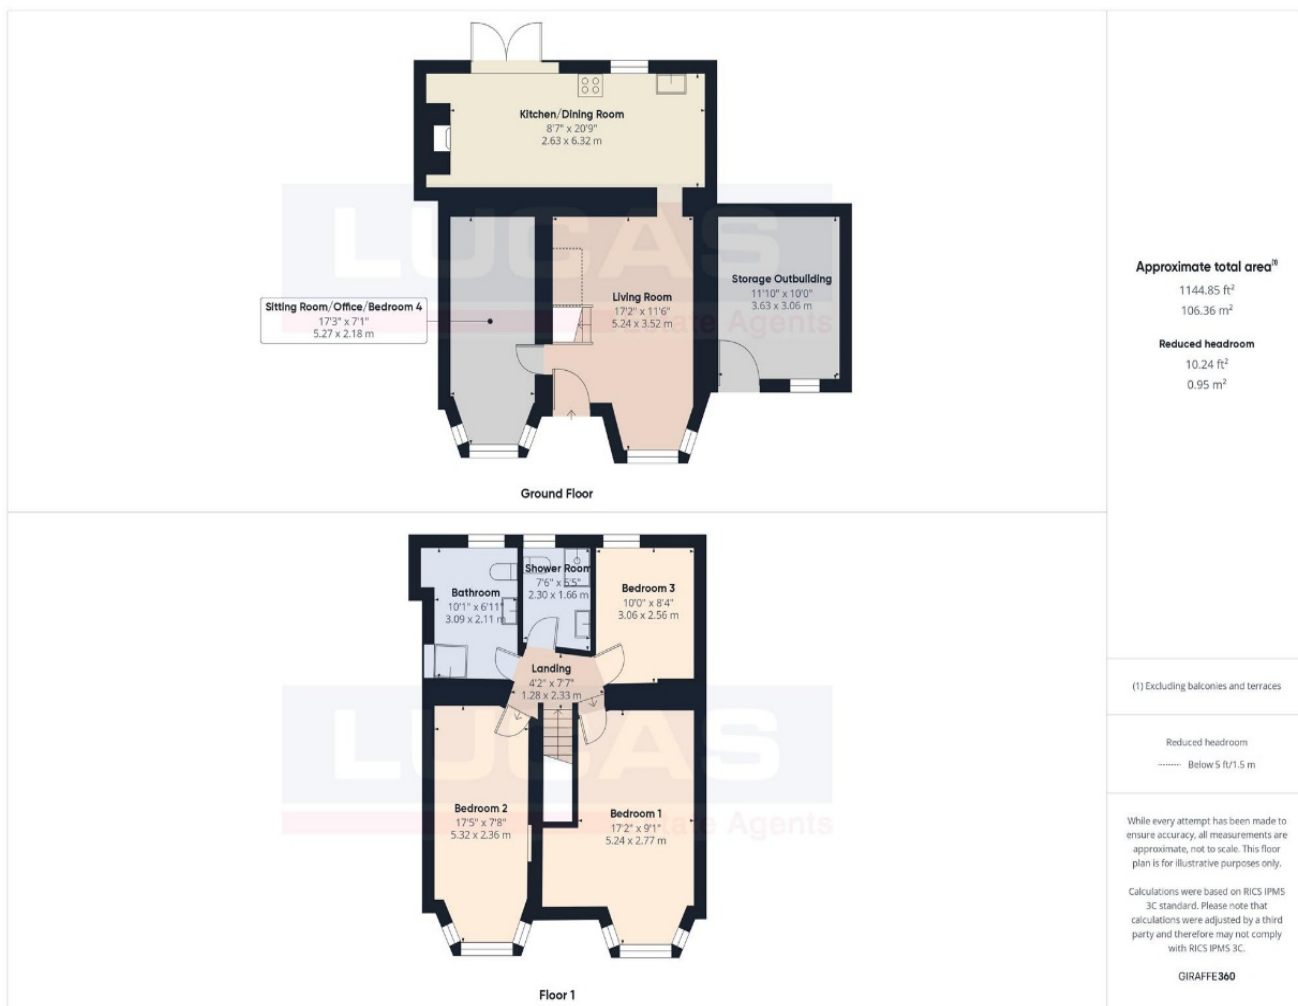 Kitchen/Dining Room
8'7" x 20'9"
2.63 x 6.32 m
LUCAS
Estate Agents
Sitting Room/Office/Bedroom 4
17'3" x 7'1"
5.27 x 2.18 m
Living Room
17'2" x 11'6"
5.24 x 3.52 m
Storage Outbuilding
11'10" x 10'0"
3.63 x 3.06 m
Ground Floor
Bathroom
10'1" x 6'11"
3.09 x 2.11 m
Shower Room
7'6" x 5'5"
2.30 x 1.66 m
Bedroom 3
10'0" x 8'4"
3.06 x 2.56 m
Landing
4'2" x 7'7"
1.28 x 2.33 m
LUCAS
Estate Agents
Bedroom 2
17'5" x 7'8"
5.32 x 2.36 m
Bedroom 1
17'2" x 9'1"
5.24 x 2.77 m
Floor 1
Approximate total area⁽¹⁾
1144.85 ft²
106.36 m²
Reduced headroom
10.24 ft²
0.95 m²
(1) Excluding balconies and terraces
Reduced headroom
Below 5 ft/1.5 m
While every attempt has been made to
ensure accuracy, all measurements are
approximate, not to scale. This floor
plan is for illustrative purposes only.
Calculations were based on RICS IPMS
3C standard. Please note that
calculations were adjusted by a third
party and therefore may not comply
with RICS IPMS 3C.
GIRAFFE360